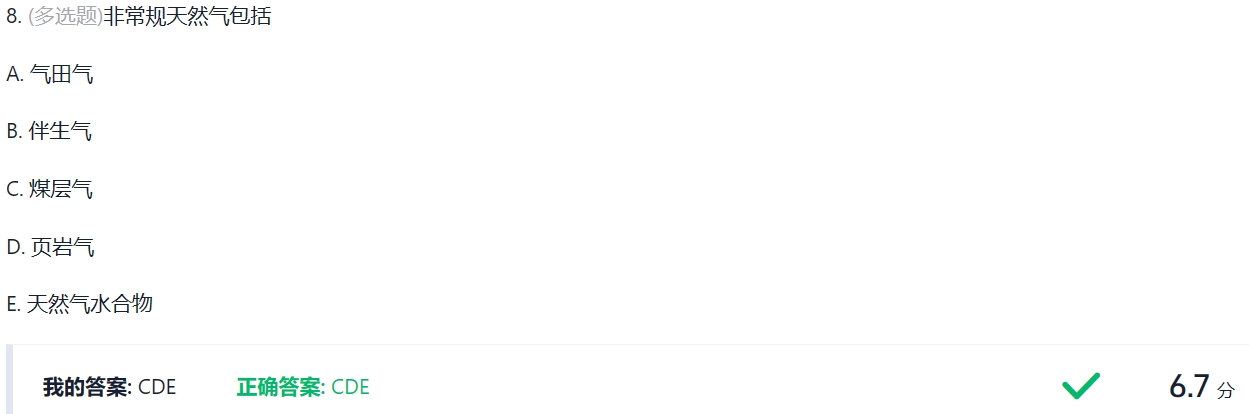 8. (多选题)非常规天然气包括
A. 气田气
B. 伴生气
C. 煤层气
D. 页岩气
E. 天然气水合物
我的答案: CDE 正确答案: CDE 6.7 分